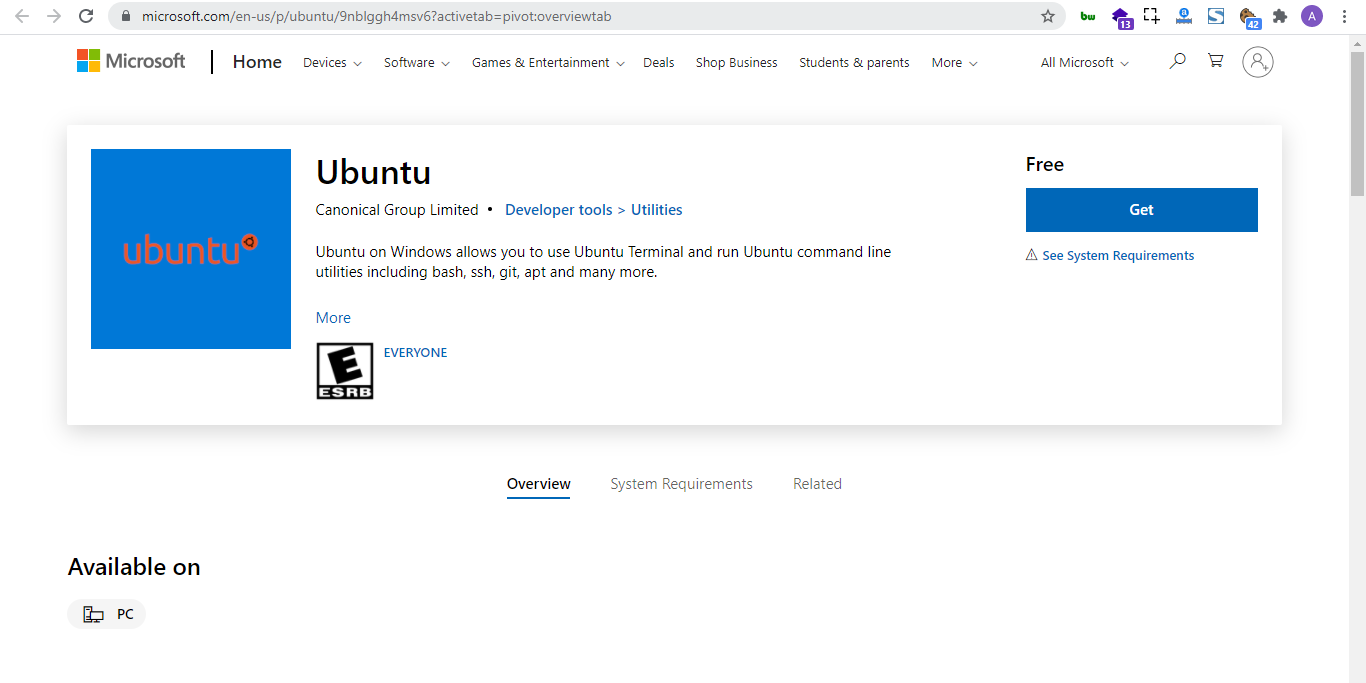 microsoft.com/en-us/p/ubuntu/9nblggh4msv6?activetab=pivot:overviewtab
bw
13
a
S
42
A
Microsoft
Home
Devices
Software
Games & Entertainment
Deals
Shop Business
Students & parents
More
All Microsoft
ubuntu
Ubuntu
Canonical Group Limited • Developer tools > Utilities
Ubuntu on Windows allows you to use Ubuntu Terminal and run Ubuntu command line
utilities including bash, ssh, git, apt and many more.
More
E
ESRB
EVERYONE
Free
Get
See System Requirements
Overview
System Requirements
Related
Available on
PC